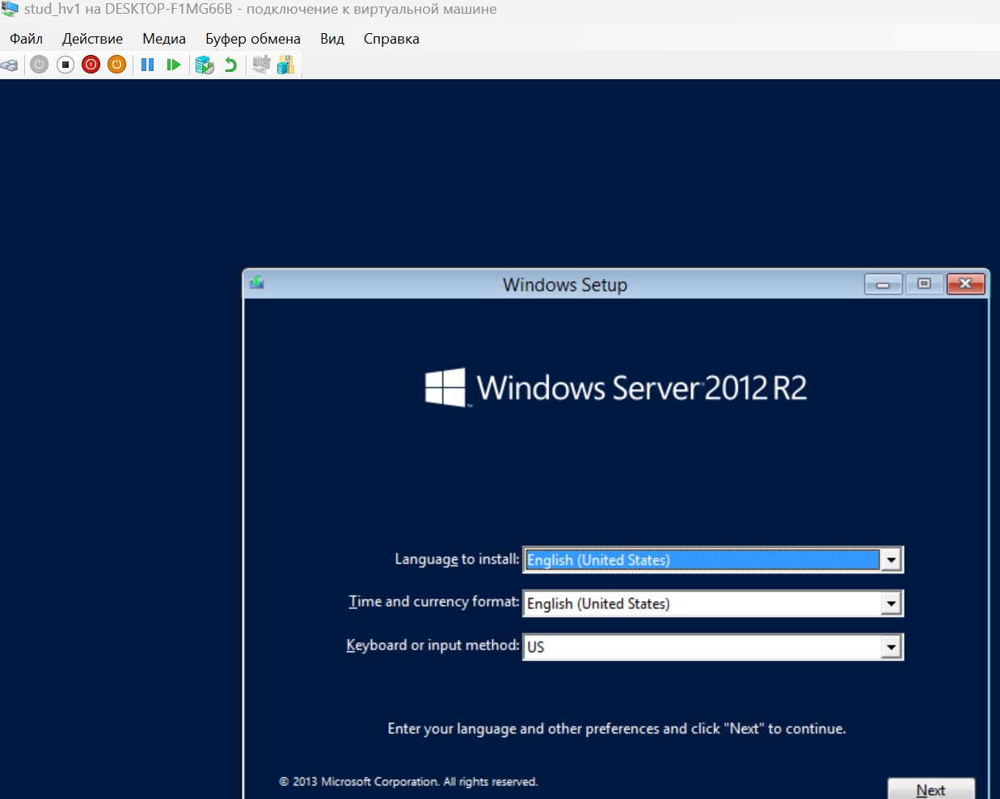 stud_hv1 на DESKTOP-F1MG66B - подключение к виртуальной машине
Файл Действие Медиа Буфер обмена Вид Справка
Windows Setup
Windows Server 2012 R2
Language to install: English (United States)
Time and currency format: English (United States)
Keyboard or input method: US
Enter your language and other preferences and click "Next" to continue.
© 2013 Microsoft Corporation. All rights reserved.
Next